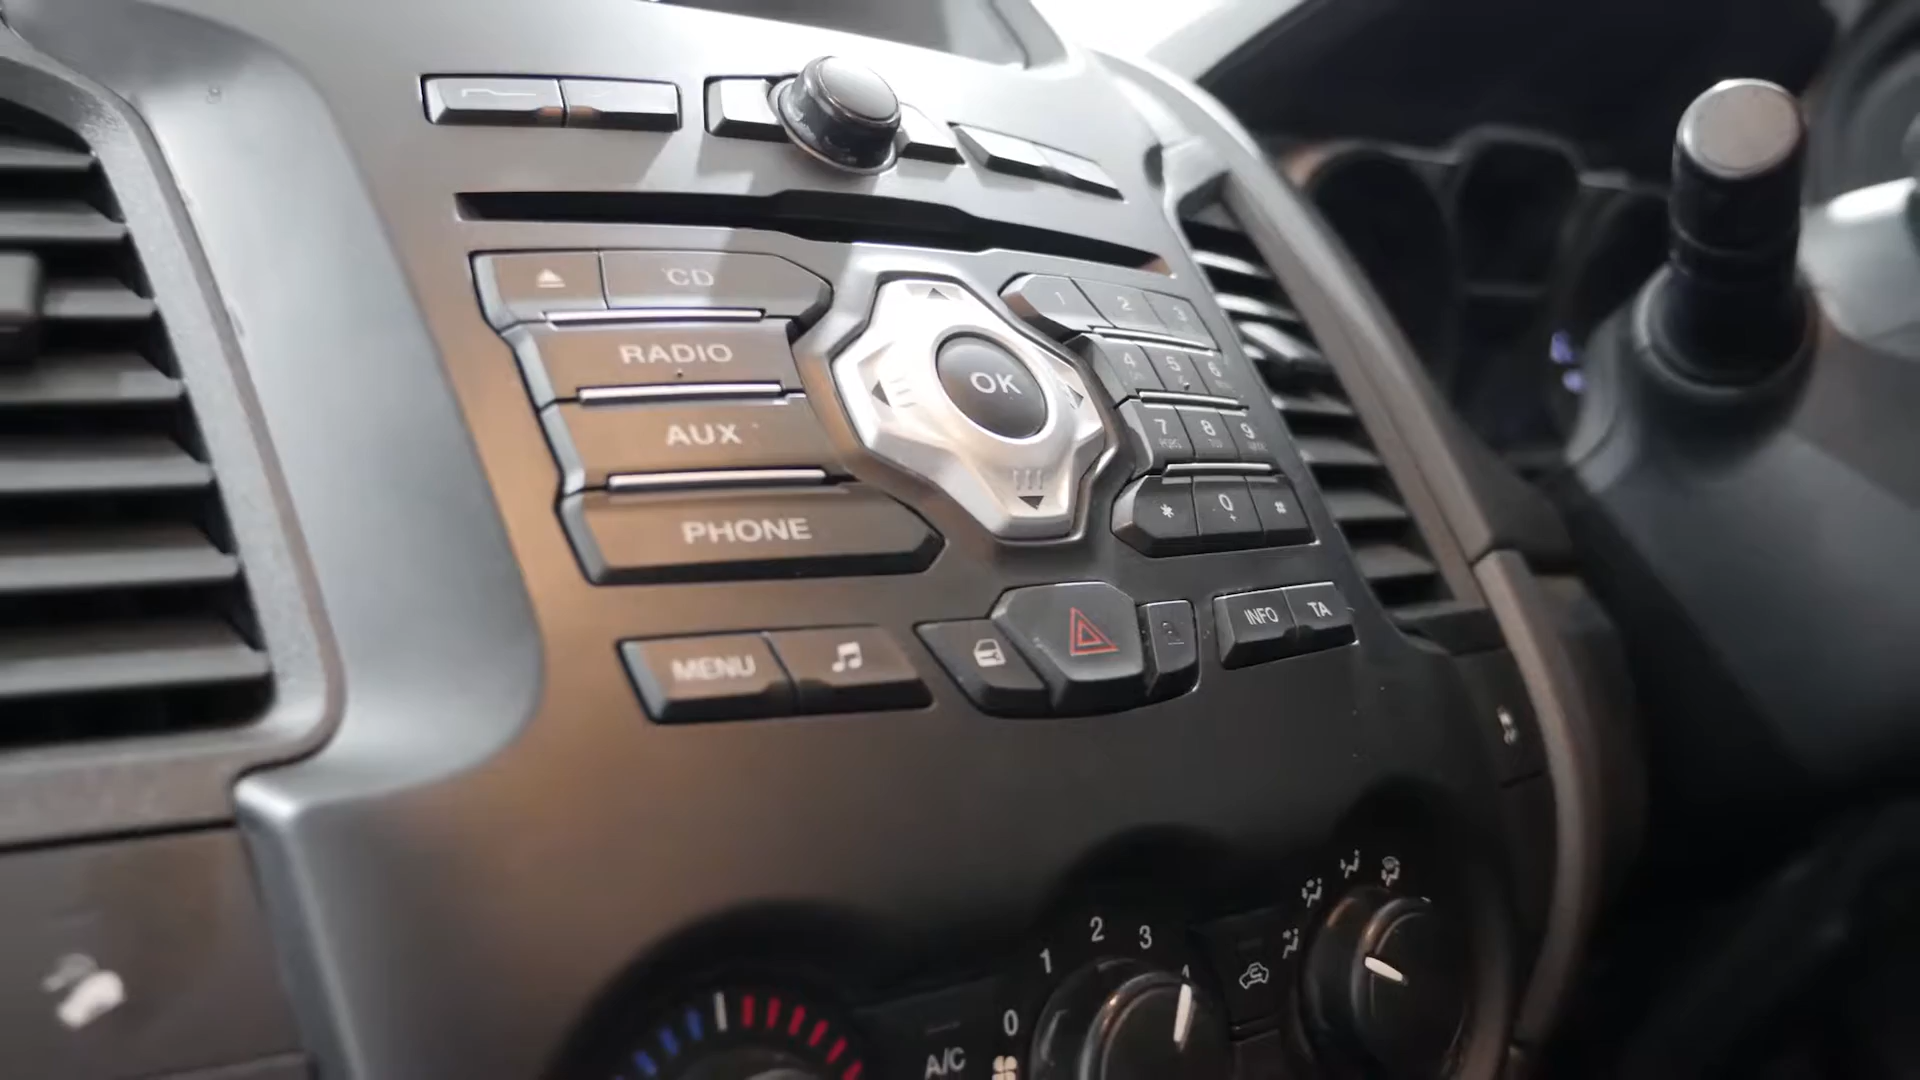 CD
1 2 3
RADIO
4 5 6
AUX
OK
7 8 9
PHONE
* 0 #
+
MENU
INFO TA
0 1 2 3 4
A/C